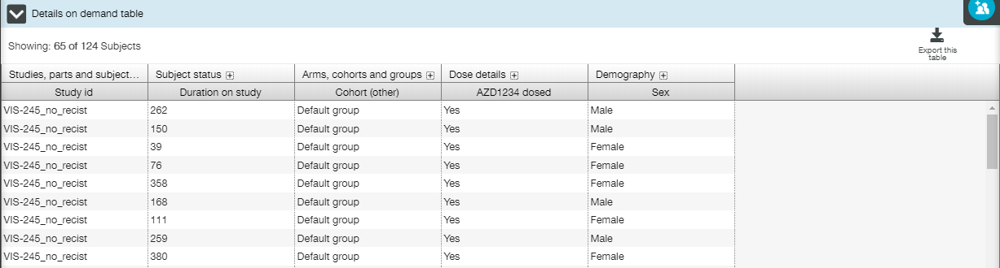 Details on demand table
Showing: 65 of 124 Subjects
Export this
table
Studies, parts and subject... Subject status Arms, cohorts and groups Dose details Demography
Study id Duration on study Cohort (other) AZD1234 dosed Sex
VIS-245_no_recist 262 Default group Yes Male
VIS-245_no_recist 150 Default group Yes Male
VIS-245_no_recist 39 Default group Yes Female
VIS-245_no_recist 76 Default group Yes Female
VIS-245_no_recist 358 Default group Yes Female
VIS-245_no_recist 168 Default group Yes Male
VIS-245_no_recist 111 Default group Yes Female
VIS-245_no_recist 259 Default group Yes Male
VIS-245_no_recist 380 Default group Yes Female